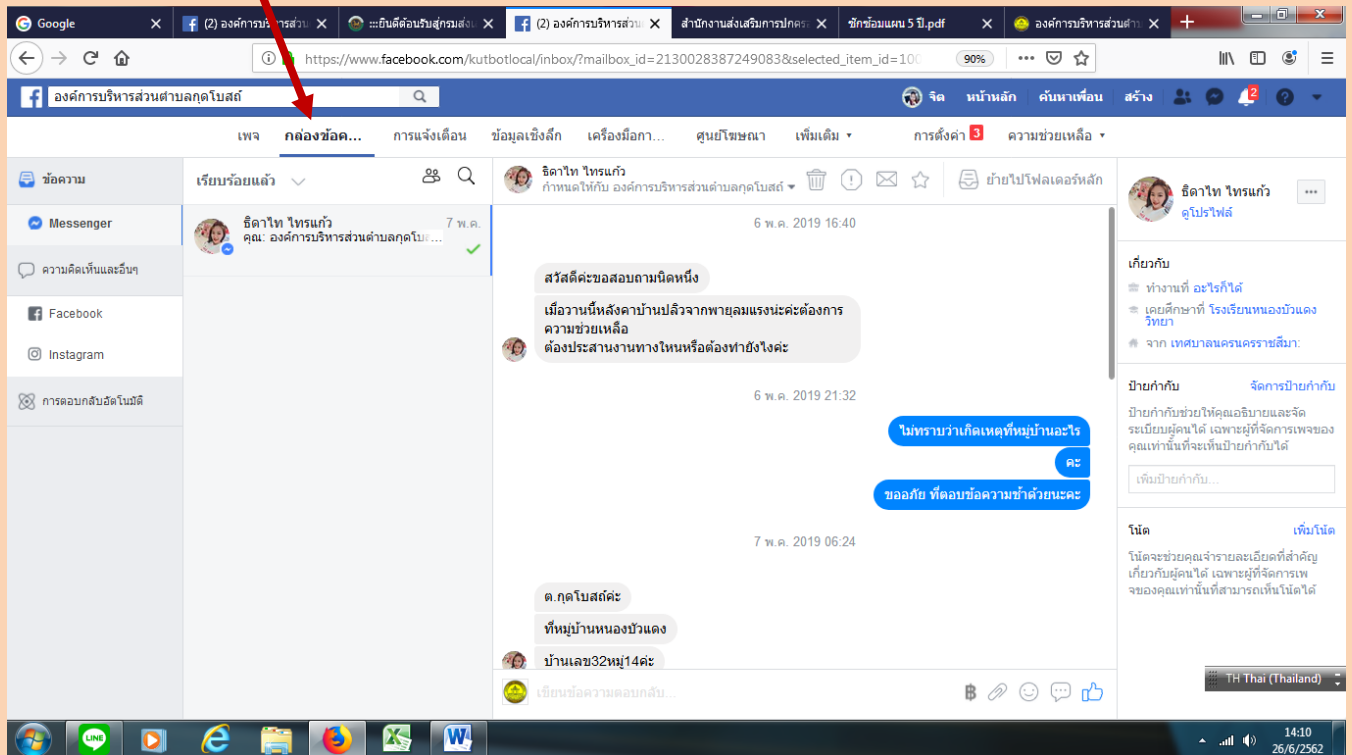 Google
(2) องค์การบริหารส่วน
:::ยินดีต้อนรับสู่กรมส่งเ
(2) องค์การบริหารส่วน
สำนักงานส่งเสริมการปกคร
ซักซ้อมแผน 5 ปี.pdf
องค์การบริหารส่วนตำ
https://www.facebook.com/kutbotlocal/inbox/?mailbox_id=2130028387249083&selected_item_id=100
90%
องค์การบริหารส่วนตำบลกุดโบสถ์
จิต หน้าหลัก ค้นหาเพื่อน สร้าง 2
เพจ กล่องข้อค... การแจ้งเตือน ข้อมูลเชิงลึก เครื่องมือกา... ศูนย์โฆษณา เพิ่มเติม การตั้งค่า 3 ความช่วยเหลือ
ข้อความ
Messenger
ความคิดเห็นและอื่นๆ
Facebook
Instagram
การตอบกลับอัตโนมัติ
เรียบร้อยแล้ว
ธิดาไท ไทรแก้ว 7 พ.ค.
คุณ: องค์การบริหารส่วนตำบลกุดโบส...
ธิดาไท ไทรแก้ว
กำหนดให้กับ องค์การบริหารส่วนตำบลกุดโบสถ์
ย้ายไปโฟลเดอร์หลัก
6 พ.ค. 2019 16:40
สวัสดีค่ะขอสอบถามนิดหนึ่ง
เมื่อวานนี้หลังคาบ้านปลิวจากพายุลมแรงน่ะค่ะต้องการ
ความช่วยเหลือ
ต้องประสานงานทางใหนหรือต้องทำยังไงค่ะ
6 พ.ค. 2019 21:32
ไม่ทราบว่าเกิดเหตุที่หมู่บ้านอะไร
คะ
ขออภัย ที่ตอบข้อความช้าด้วยนะคะ
7 พ.ค. 2019 06:24
ต.กุดโบสถ์ค่ะ
ที่หมู่บ้านหนองบัวแดง
บ้านเลข32หมู่14ค่ะ
เขียนข้อความตอบกลับ...
ธิดาไท ไทรแก้ว
ดูโปรไฟล์
เกี่ยวกับ
ทำงานที่ อะไรก็ได้
เคยศึกษาที่ โรงเรียนหนองบัวแดง
วิทยา
จาก เทศบาลนครนครราชสีมา
ป้ายกำกับ จัดการป้ายกำกับ
ป้ายกำกับช่วยให้คุณอธิบายและจัด
ระเบียบผู้คนได้ เฉพาะผู้ที่จัดการเพจของ
คุณเท่านั้นที่จะเห็นป้ายกำกับได้
เพิ่มป้ายกำกับ...
โน้ต เพิ่มโน้ต
โน้ตจะช่วยคุณจำรายละเอียดที่สำคัญ
เกี่ยวกับผู้คนได้ เฉพาะผู้ที่จัดการเพ
จของคุณเท่านั้นที่สามารถเห็นโน้ตได้
TH Thai (Thailand)
LINE
14:10
26/6/2562